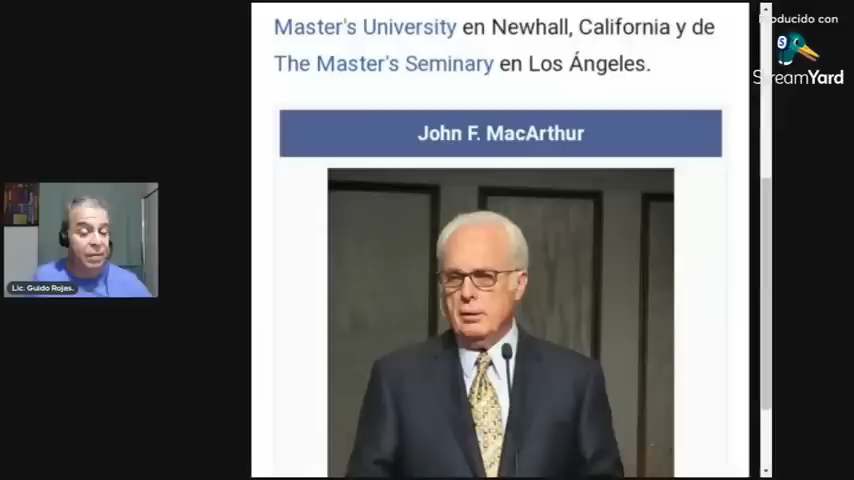 Master's University en Newhall, California y de
The Master's Seminary en Los Ángeles.
John F. MacArthur
Lic. Guido Rojas.
Producido con
StreamYard